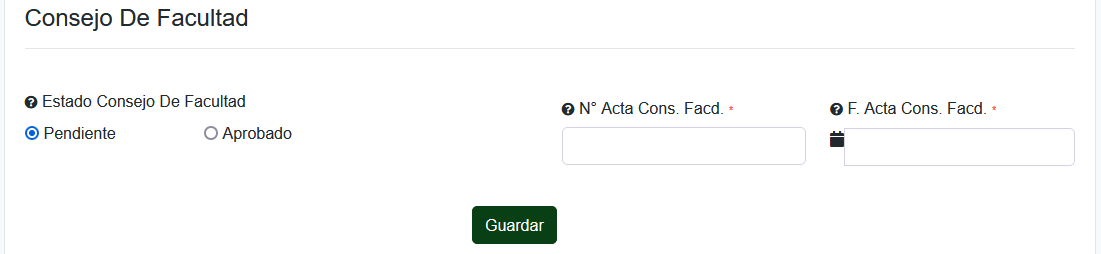 Consejo De Facultad
Estado Consejo De Facultad
N° Acta Cons. Facd. *
F. Acta Cons. Facd. *
Pendiente
Aprobado
Guardar